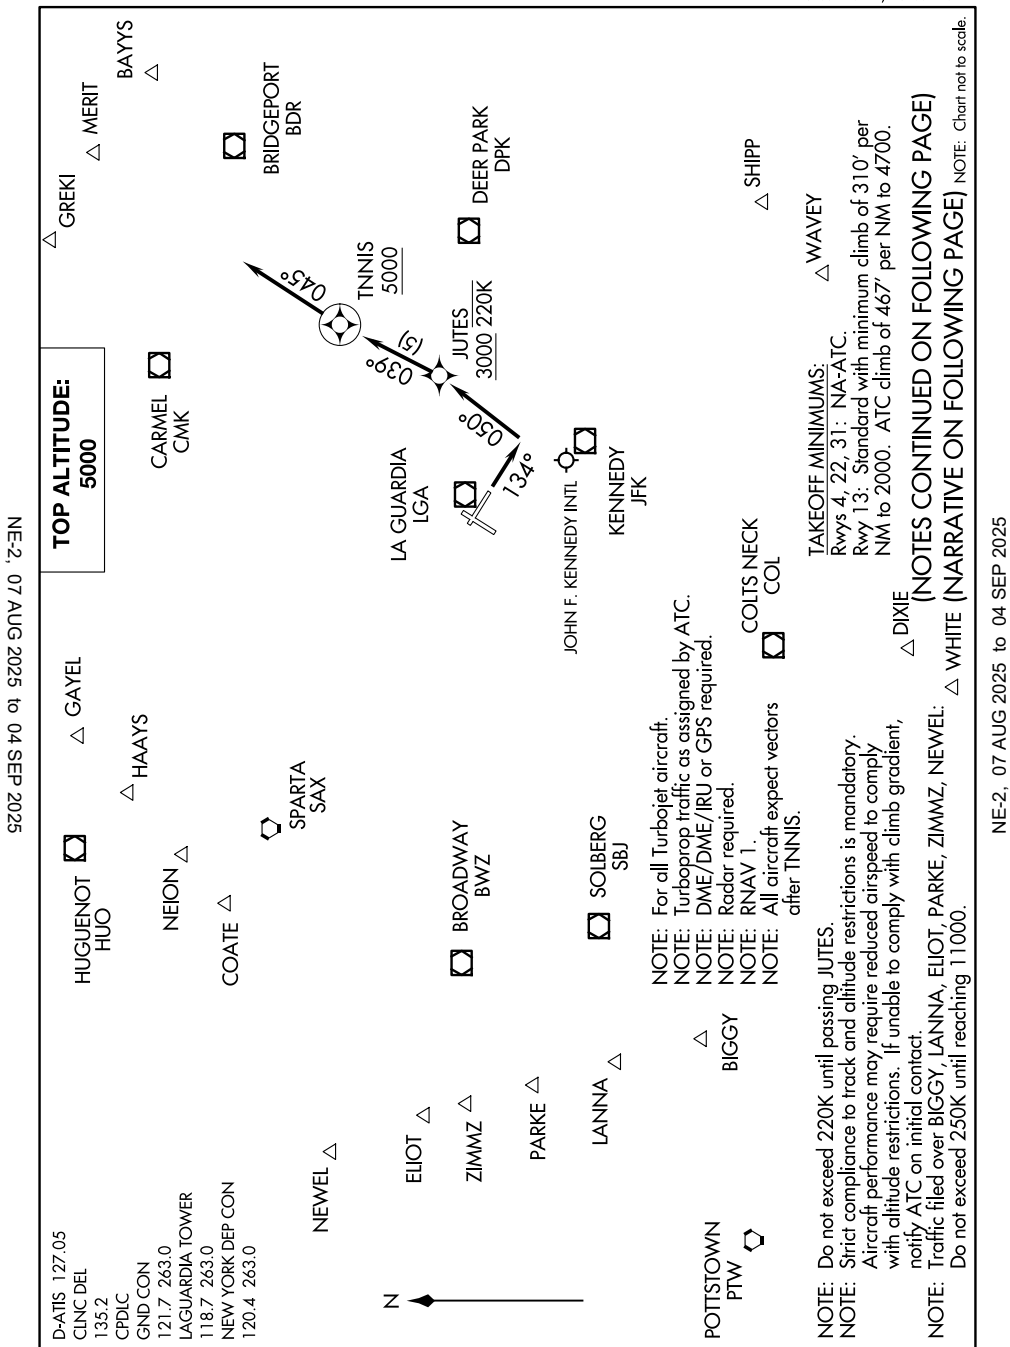 NE-2, 07 AUG 2025 to 04 SEP 2025
D-ATIS 127.05
CLNC DEL
135.2
CPDLC
GND CON
121.7 263.0
LAGUARDIA TOWER
118.7 263.0
NEW YORK DEP CON
120.4 263.0
TOP ALTITUDE:
5000
GREKI
MERIT
BAYYS
BRIDGEPORT
BDR
CARMEL
CMK
GAYEL
HAAYS
HUGUENOT
HUO
NEION
COATE
SPARTA
SAX
NEWEL
ELIOT
ZIMMZ
PARKE
LANNA
BIGGY
POTTSTOWN
PTW
N
BROADWAY
BWZ
SOLBERG
SBJ
LA GUARDIA
LGA
134°
050°
039°
(5)
045°
TNNIS
5000
JUTES
3000 220K
DEER PARK
DPK
JOHN F. KENNEDY INTL
KENNEDY
JFK
COLTS NECK
COL
SHIPP
WAVEY
DIXIE
WHITE
NOTE: For all Turbojet aircraft.
NOTE: Turboprop traffic as assigned by ATC.
NOTE: DME/DME/IRU or GPS required.
NOTE: Radar required.
NOTE: RNAV 1.
NOTE: All aircraft expect vectors
after TNNIS.
TAKEOFF MINIMUMS:
Rwys 4, 22, 31: NA-ATC.
Rwy 13: Standard with minimum climb of 310' per
NM to 2000. ATC climb of 467' per NM to 4700.
NOTE: Do not exceed 220K until passing JUTES.
NOTE: Strict compliance to track and altitude restrictions is mandatory.
Aircraft performance may require reduced airspeed to comply
with altitude restrictions. If unable to comply with climb gradient,
notify ATC on initial contact.
NOTE: Traffic filed over BIGGY, LANNA, ELIOT, PARKE, ZIMMZ, NEWEL:
Do not exceed 250K until reaching 11000.
(NOTES CONTINUED ON FOLLOWING PAGE)
(NARRATIVE ON FOLLOWING PAGE)
NOTE: Chart not to scale.
NE-2, 07 AUG 2025 to 04 SEP 2025